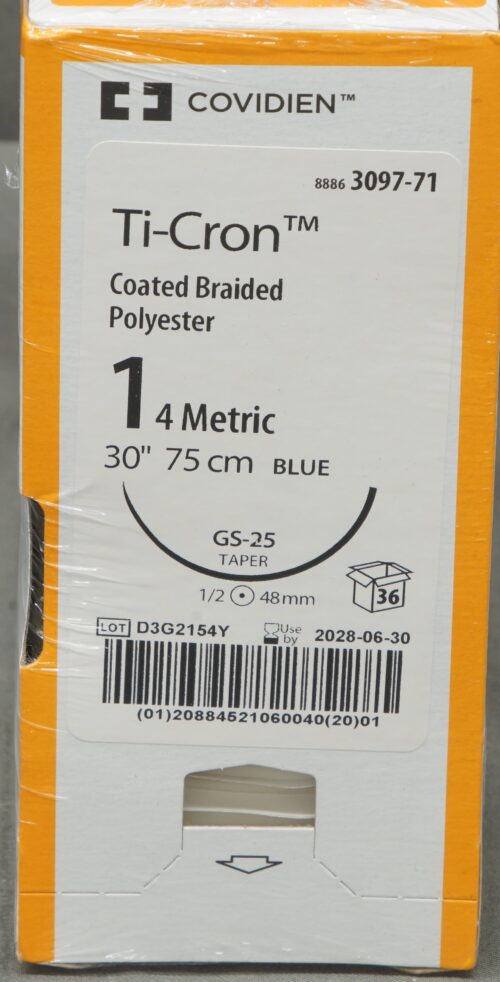 COVIDIEN™
8886 3097-71
Ti-Cron™
Coated Braided
Polyester
1 4 Metric
30" 75 cm BLUE
GS-25
TAPER
1/2 48mm
36
LOT D3G2154Y Use by 2028-06-30
(01)20884521060040(20)01